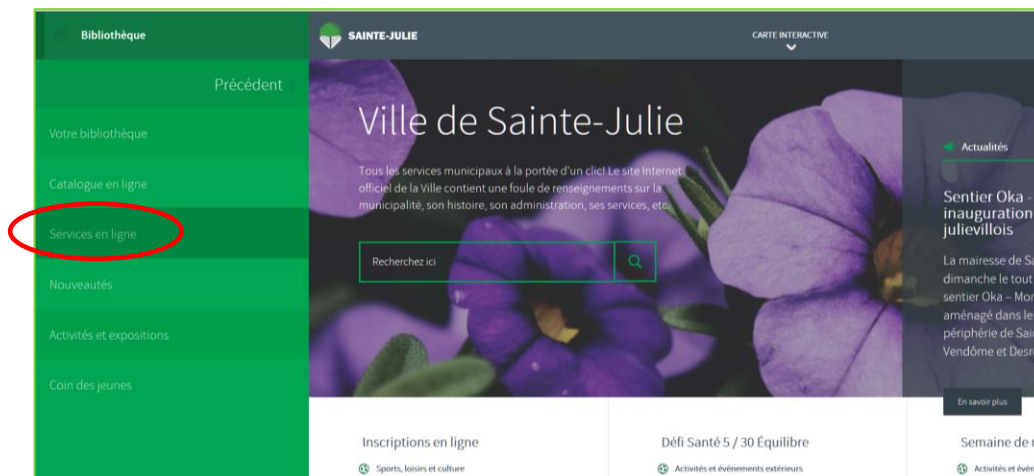 Bibliothèque
Précédent
Votre bibliothèque
Catalogue en ligne
Services en ligne
Nouveautés
Activités et expositions
Coin des jeunes
SAINTE-JULIE
CARTE INTERACTIVE
Ville de Sainte-Julie
Tous les services municipaux à la portée d'un clic! Le site Internet
officiel de la Ville contient une foule de renseignements sur la
municipalité, son histoire, son administration, ses services, etc.
Recherchez ici
Actualités
Sentier Oka -
inauguration
julievillois
La mairesse de Sa
dimanche le tout
sentier Oka – Mon
aménagé dans le
périphérie de Sai
Vendôme et Desr
En savoir plus
Inscriptions en ligne
Sports, loisirs et culture
Défi Santé 5 / 30 Équilibre
Activités et événements extérieurs
Semaine de
Activités et évén